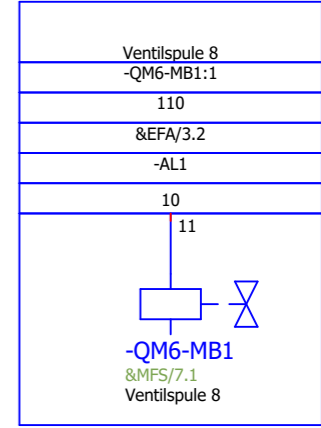 Ventilspule 8
-QM6-MB1:1
110
&EFA/3.2
-AL1
10
11
-QM6-MB1
&MFS/7.1
Ventilspule 8